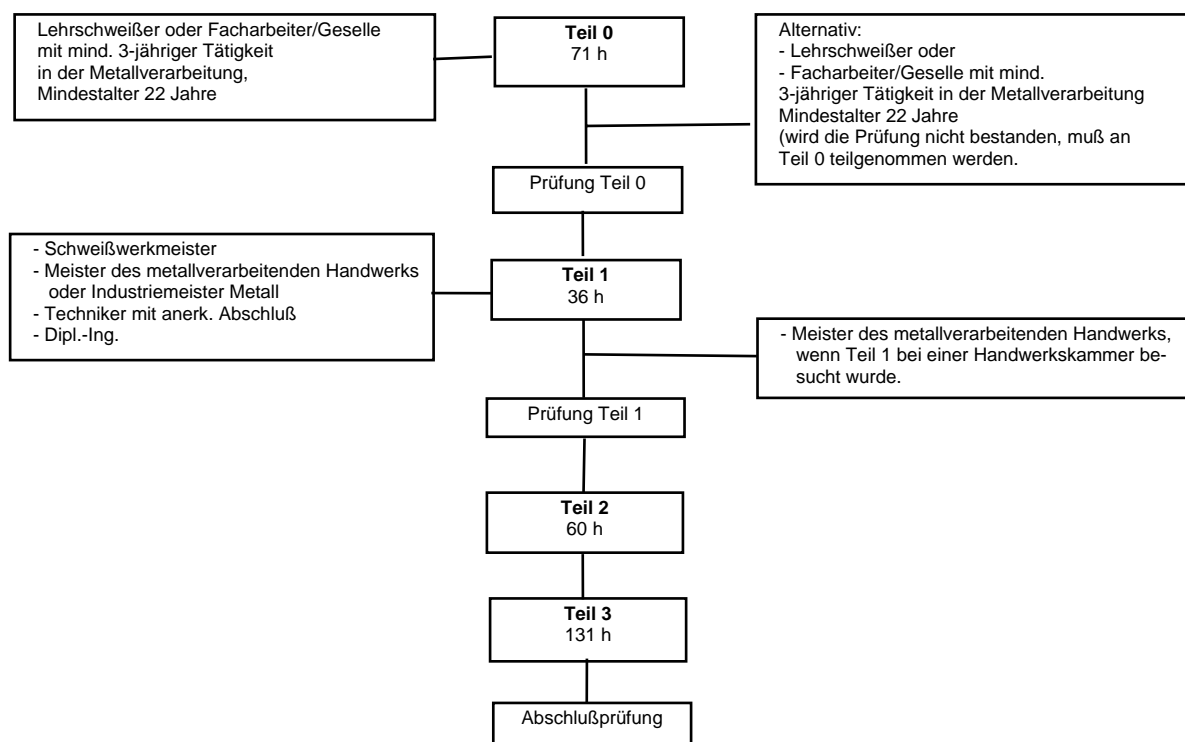 Lehrschweißer oder Facharbeiter/Geselle
mit mind. 3-jähriger Tätigkeit
in der Metallverarbeitung,
Mindestalter 22 Jahre
Teil 0
71 h
Alternativ:
- Lehrschweißer oder
- Facharbeiter/Geselle mit mind.
3-jähriger Tätigkeit in der Metallverarbeitung
Mindestalter 22 Jahre
(wird die Prüfung nicht bestanden, muß an
Teil 0 teilgenommen werden.
Prüfung Teil 0
- Schweißwerkmeister
- Meister des metallverarbeitenden Handwerks
oder Industriemeister Metall
- Techniker mit anerk. Abschluß
- Dipl.-Ing.
Teil 1
36 h
- Meister des metallverarbeitenden Handwerks,
wenn Teil 1 bei einer Handwerkskammer be-
sucht wurde.
Prüfung Teil 1
Teil 2
60 h
Teil 3
131 h
Abschlußprüfung